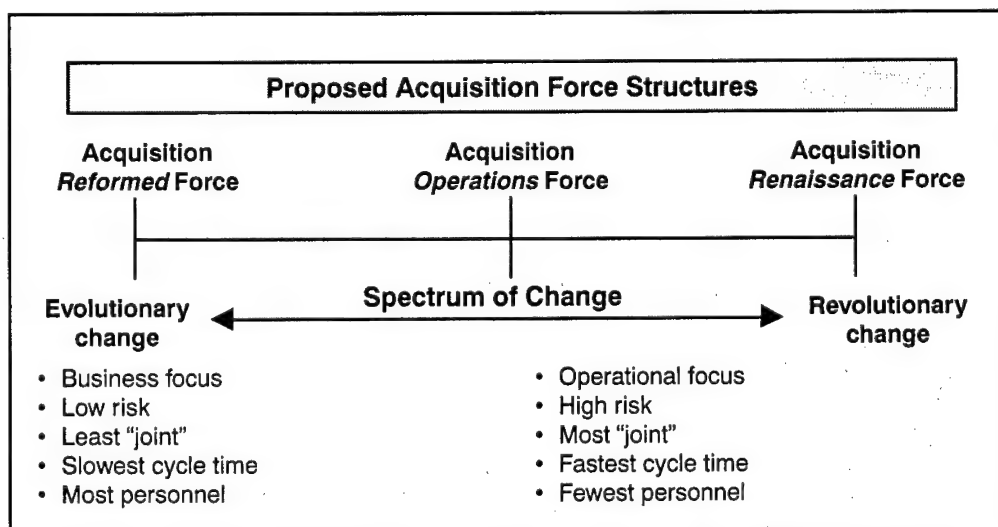 Proposed Acquisition Force Structures
Acquisition
Reformed Force
Acquisition
Operations Force
Acquisition
Renaissance Force
Spectrum of Change
Evolutionary
change
Revolutionary
change
• Business focus
• Low risk
• Least “joint”
• Slowest cycle time
• Most personnel
• Operational focus
• High risk
• Most “joint”
• Fastest cycle time
• Fewest personnel